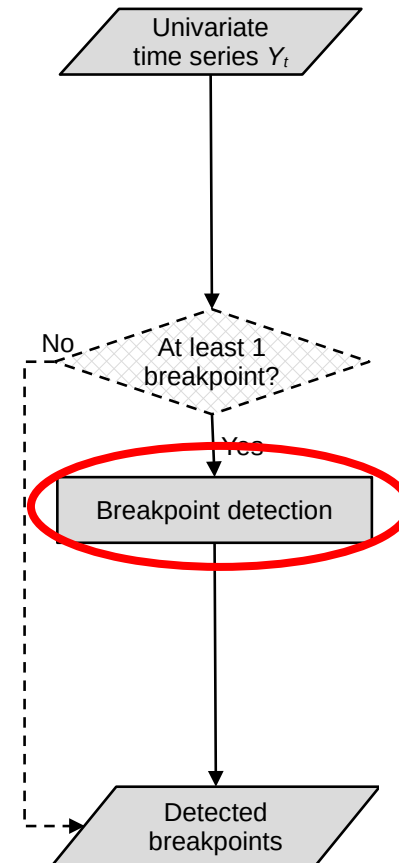 Univariate
time series Yt
No
At least 1
breakpoint?
Yes
Breakpoint detection
Detected
breakpoints